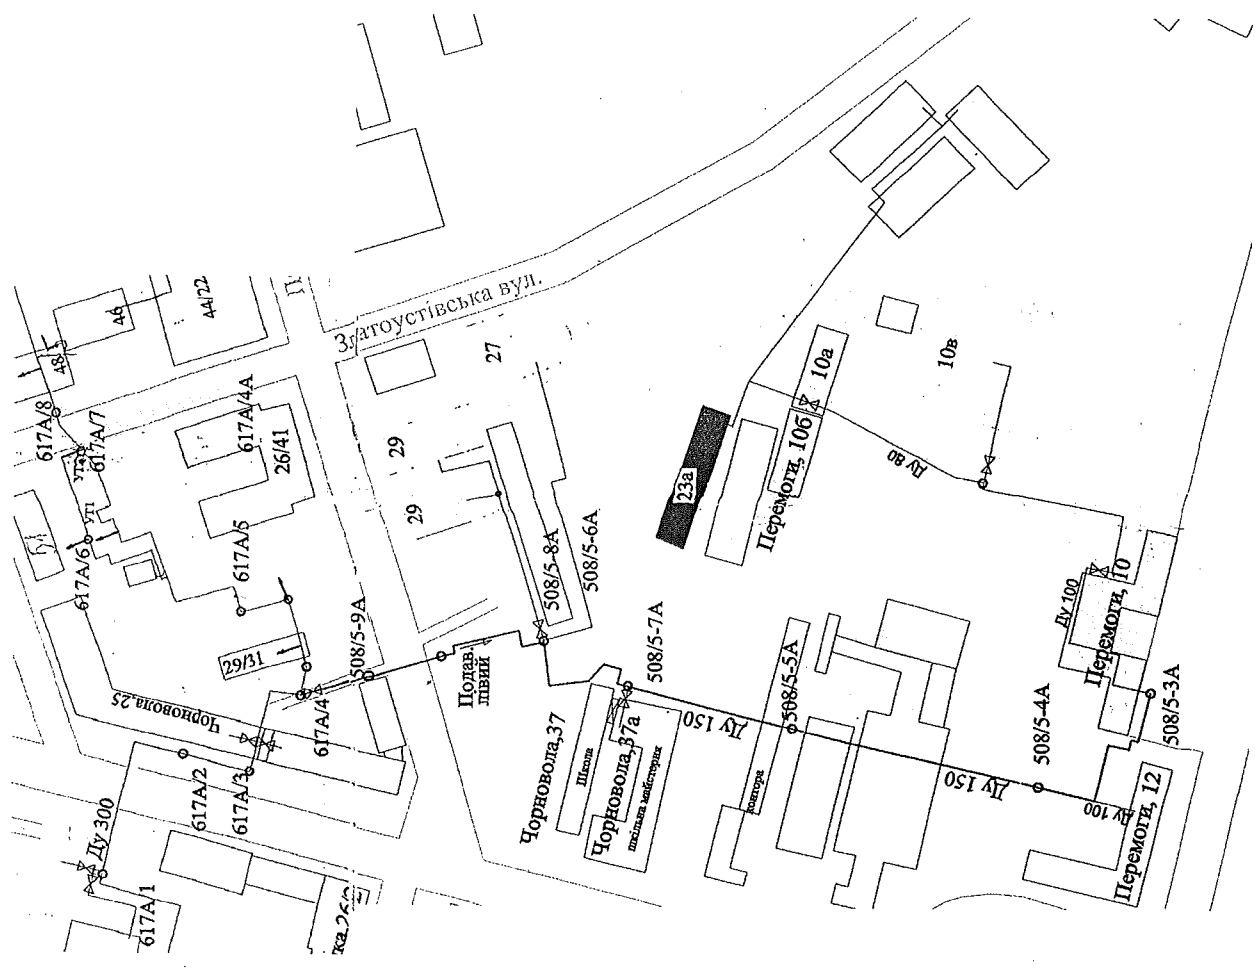 617А/8
48/5
46
44/22
617А/7
УТ1
617А/6
617А/4А
26/41
617А/5
Златоустівська вул.
29/31
508/5-9А
617А/4
Чорновола,25
617А/2
617А/3
Ду 300
617А/1
27
29
29
508/5-8А
508/5-6А
Подав.
лівий
508/5-7А
Чорновола,37
Школа
Чорновола,37а
шкільна майстерня
Ду 150
508/5-5А
контора
23а
Перемоги, 10б
10а
10в
Ду 80
Ду 100
Перемоги, 10
508/5-4А
508/5-3А
Ду 150
Ду 100
Перемоги, 12